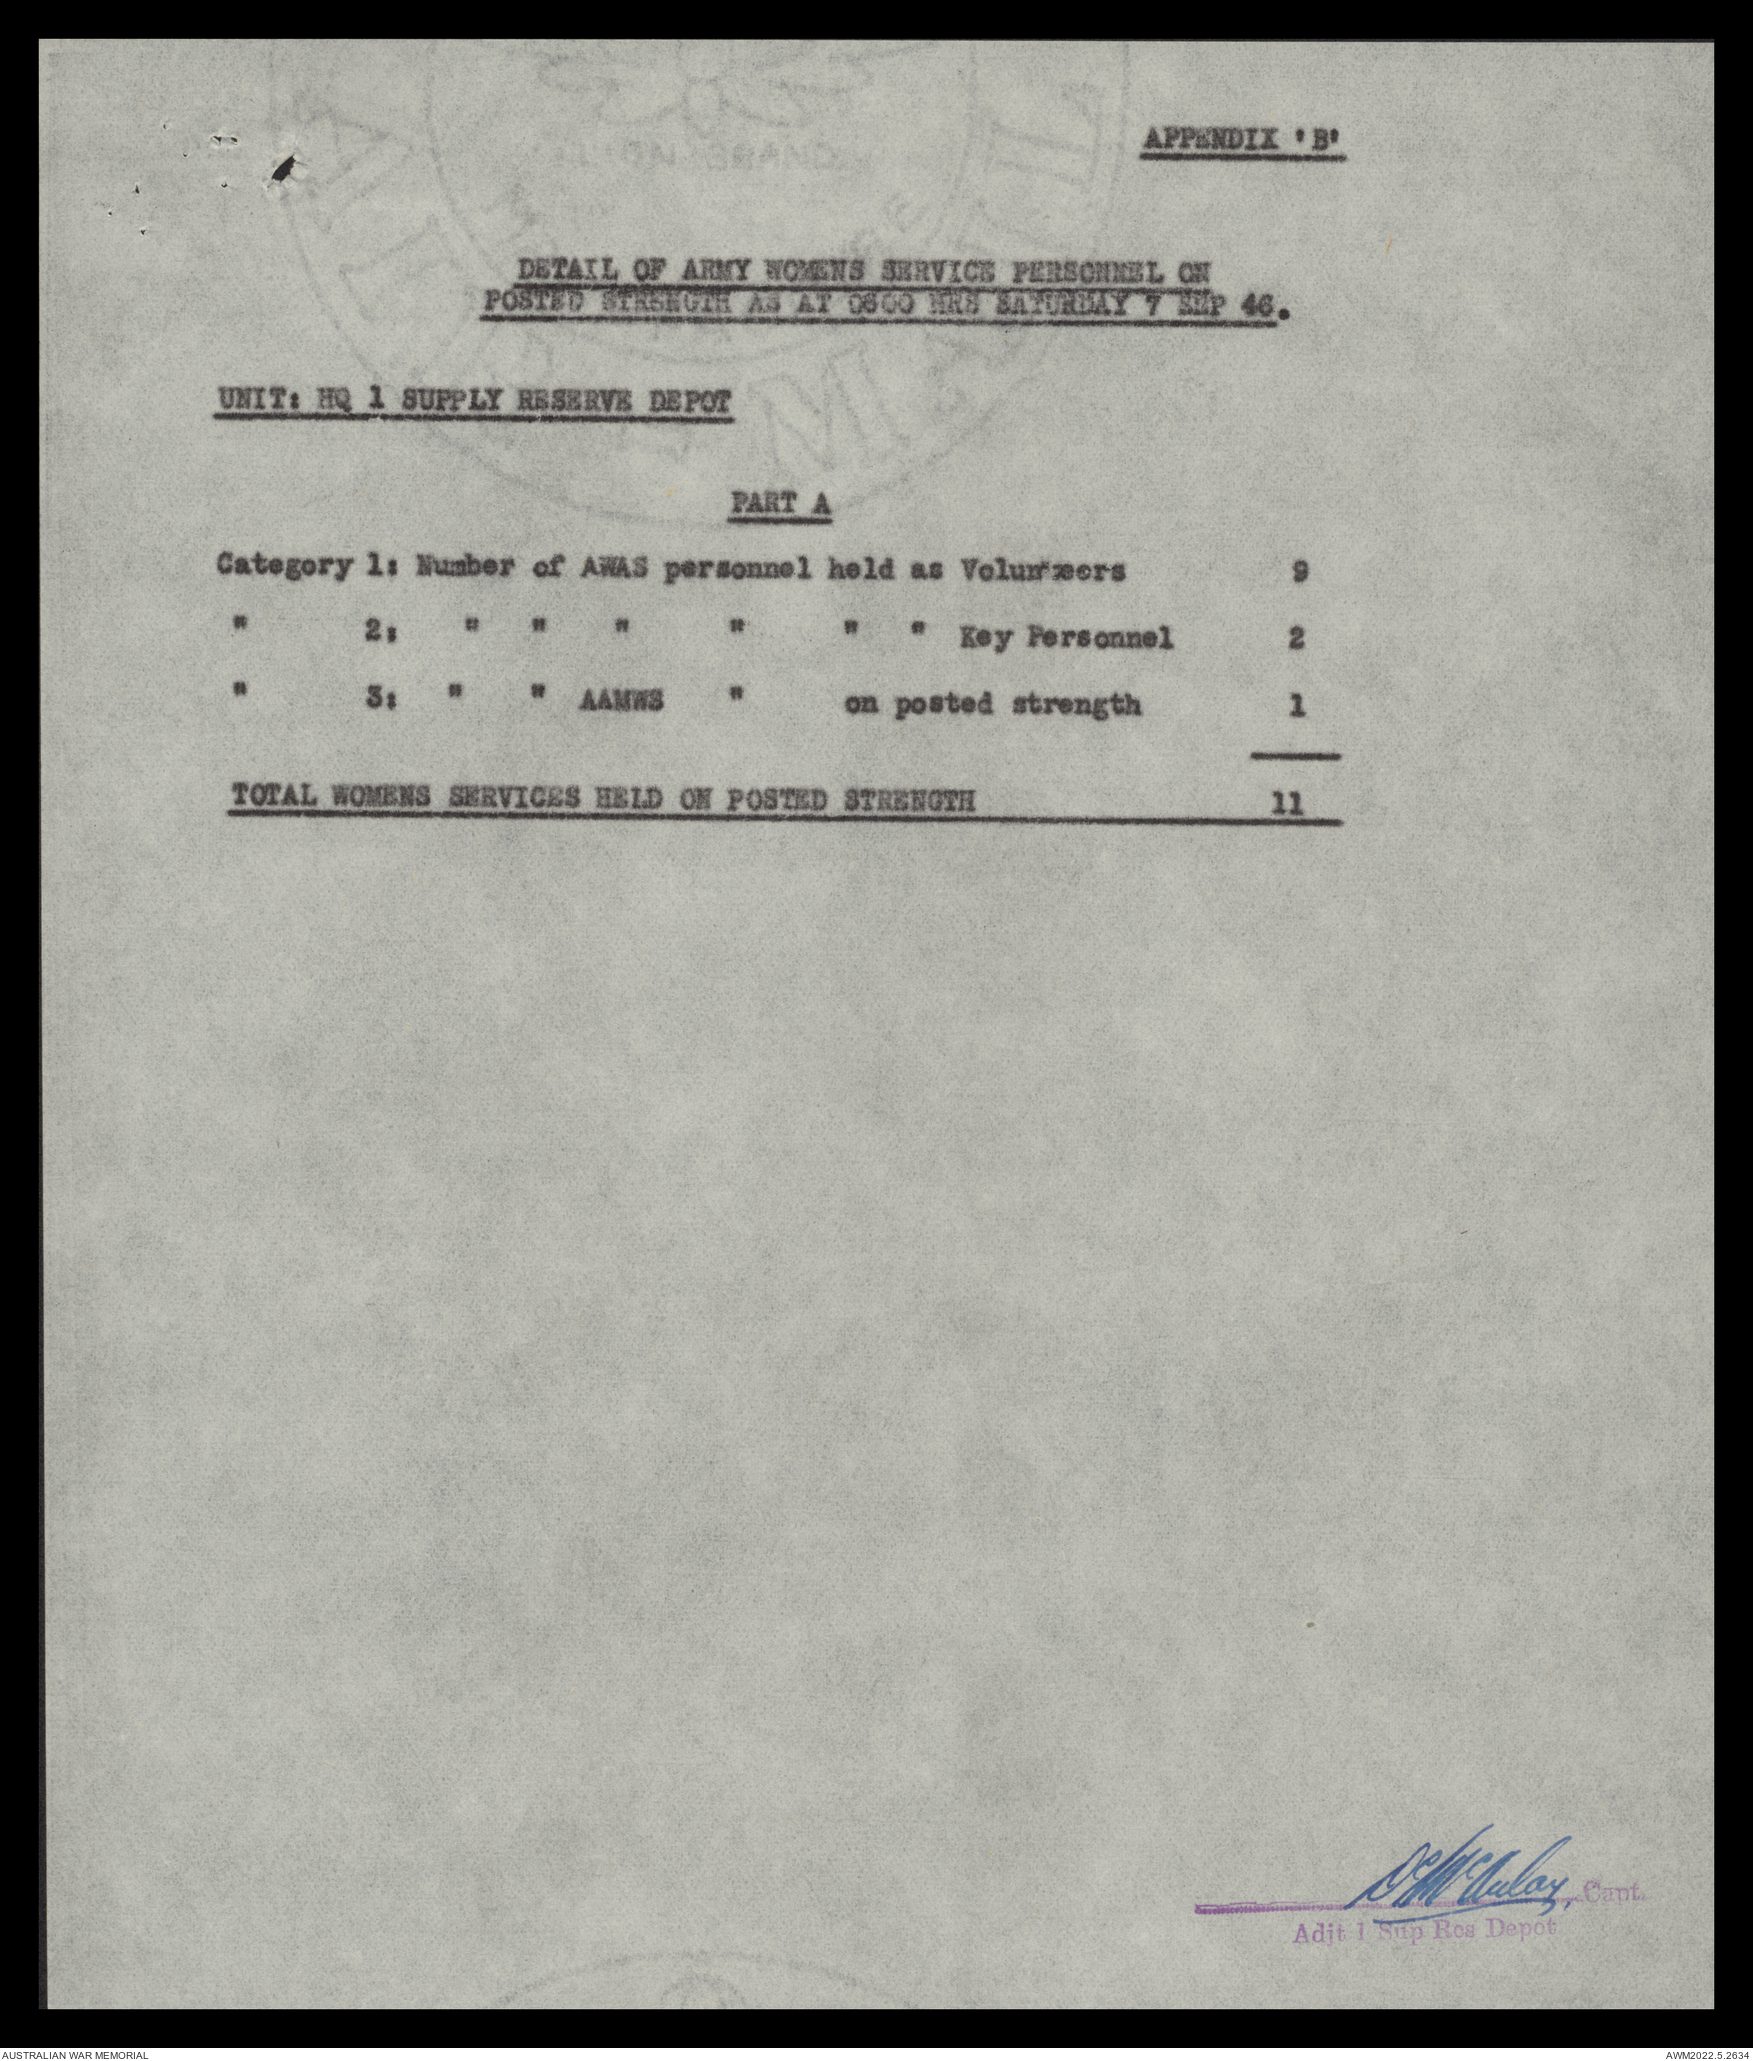 APPENDIX 'B'
DETAIL OF ARMY WOMENS SERVICE PERSONNEL ON
POSTED STRENGTH AS AT 0800 HRS SATURDAY 7 SEP 46.
UNIT: HQ 1 SUPPLY RESERVE DEPOT
PART A
Category 1: Number of AWAS personnel held as Volunteers 9
" 2: " " " " " " Key Personnel 2
" 3: " " AAMWS " on posted strength 1
TOTAL WOMENS SERVICES HELD ON POSTED STRENGTH 11
McAulay, Capt.
Adjt 1 Sup Res Depot
AUSTRALIAN WAR MEMORIAL AWM2022.5.2634